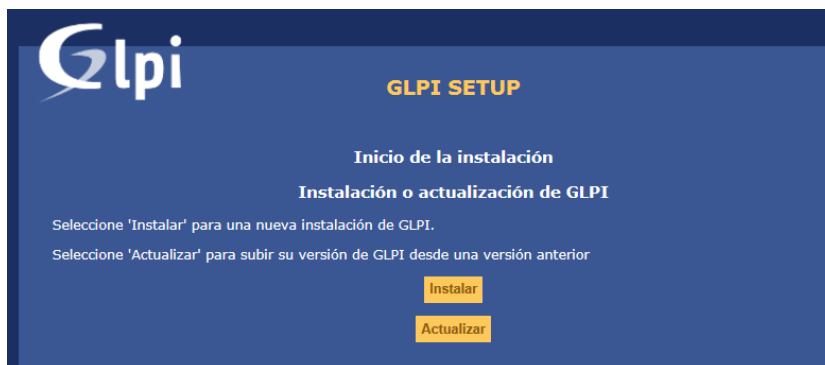 Glpi
GLPI SETUP
Inicio de la instalación
Instalación o actualización de GLPI
Seleccione 'Instalar' para una nueva instalación de GLPI.
Seleccione 'Actualizar' para subir su versión de GLPI desde una versión anterior
Instalar
Actualizar